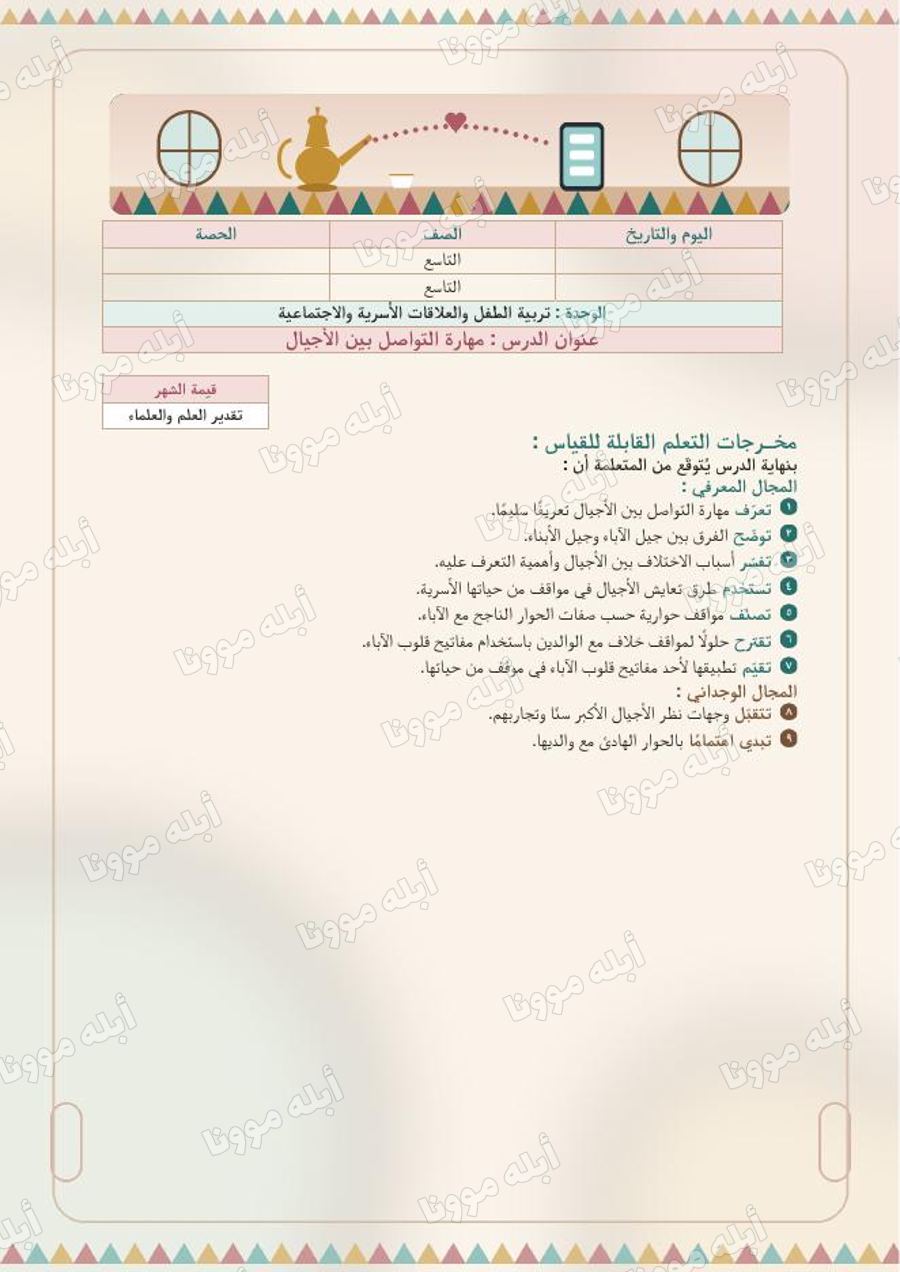 اليوم والتاريخ الصف الحصة
التاسع
التاسع
الوحدة : تربية الطفل والعلاقات الأسرية والاجتماعية
عنوان الدرس : مهارة التواصل بين الأجيال
قيمة الشهر
تقدير العلم والعلماء
مخـرجات التعلم القابلة للقياس :
بنهاية الدرس يُتوقَع من المتعلمة أن :
المجال المعرفي :
١ تعرَف مهارة التواصل بين الأجيال تعريفًا سليمًا.
٢ توضَح الفرق بين جيل الآباء وجيل الأبناء.
٣ تفسَر أسباب الاختلاف بين الأجيال وأهمية التعرف عليه.
٤ تستخدم طرق تعايش الأجيال في مواقف من حياتها الأسرية.
٥ تصنَف مواقف حوارية حسب صفات الحوار الناجح مع الآباء.
٦ تقترح حلولًا لمواقف خلاف مع الوالدين باستخدام مفاتيح قلوب الآباء.
٧ تقيَم تطبيقها لأحد مفاتيح قلوب الآباء في موقف من حياتها.
المجال الوجداني :
٨ تتقبَل وجهات نظر الأجيال الأكبر سنًا وتجاربهم.
٩ تبدي اهتمامًا بالحوار الهادئ مع والديها.
أبله موونا